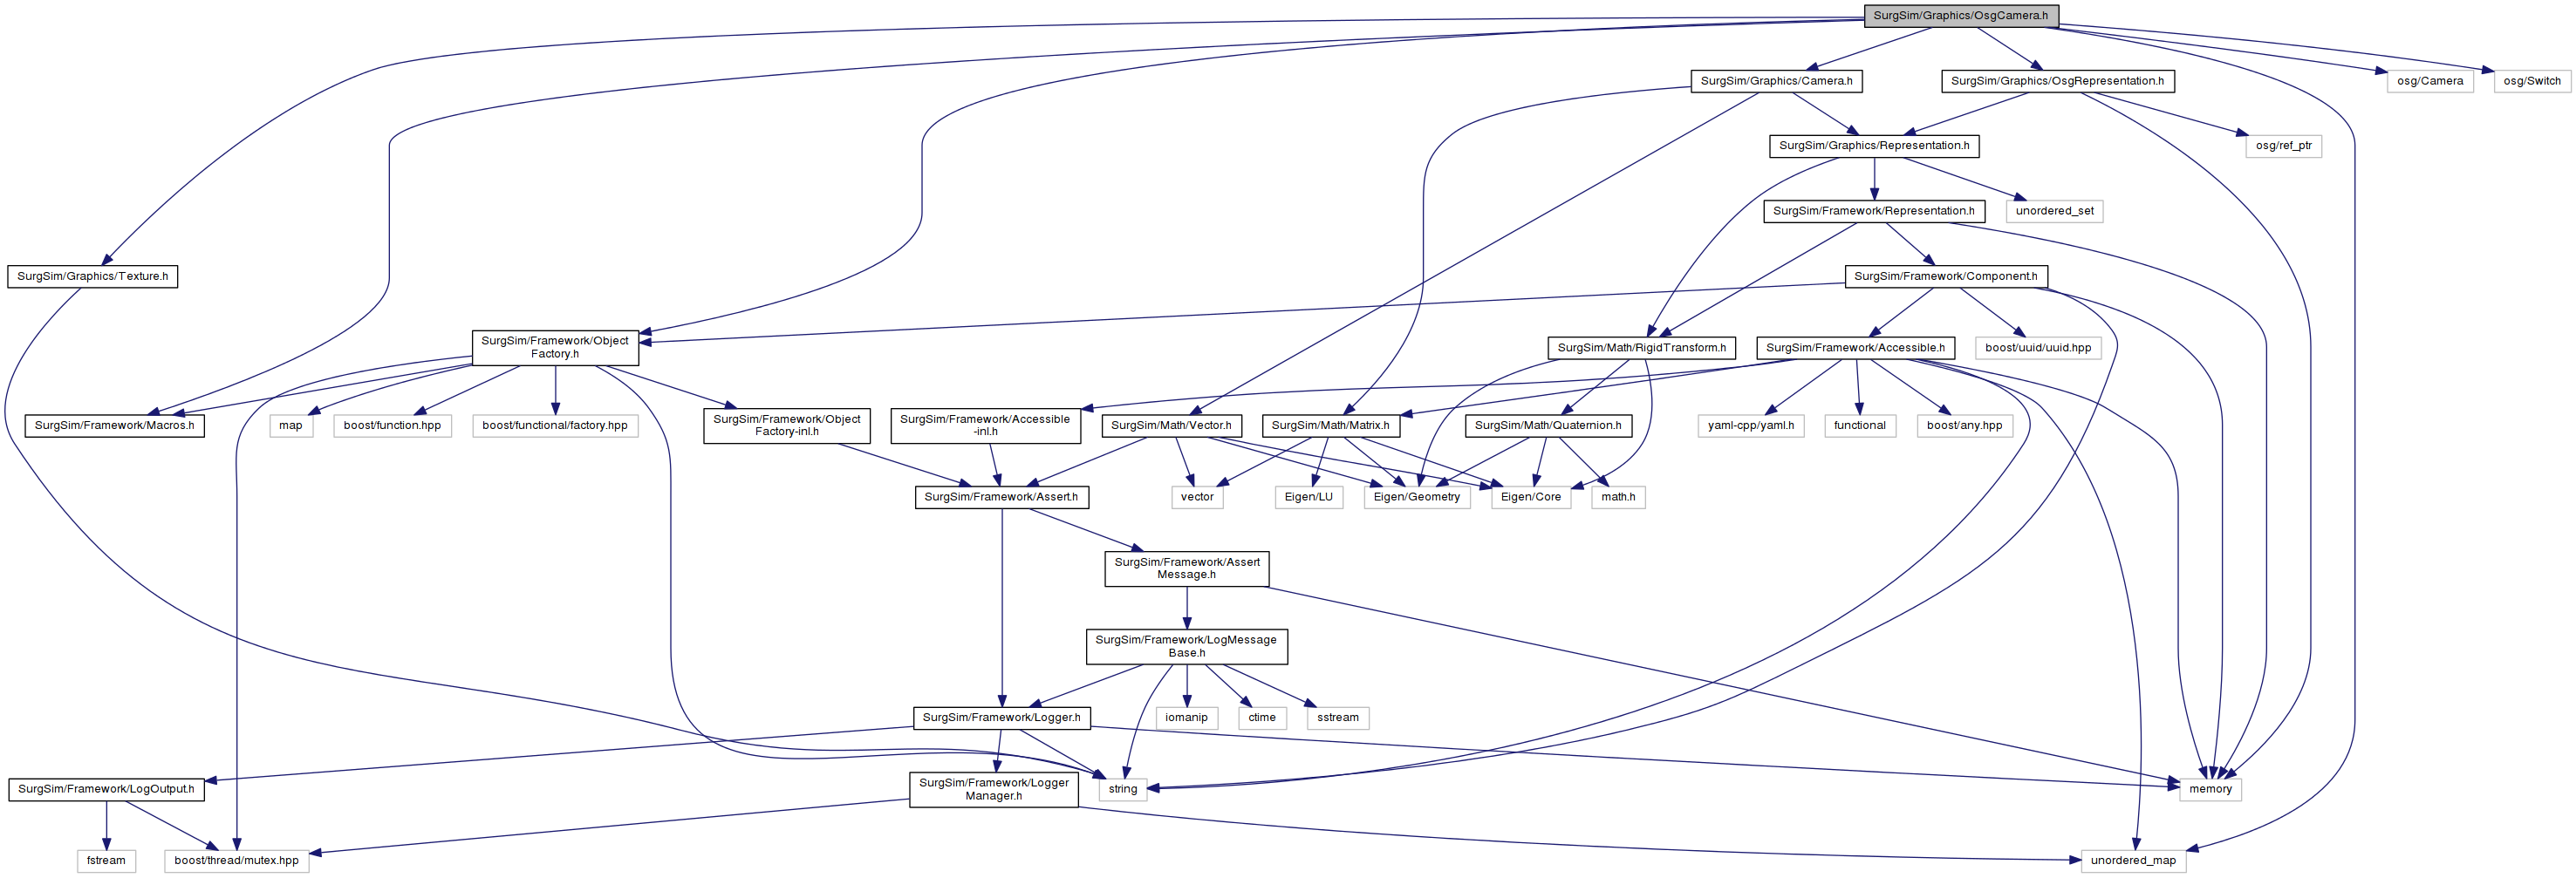 SurgSim/Graphics/OsgCamera.h
SurgSim/Graphics/Camera.h
SurgSim/Graphics/OsgRepresentation.h
osg/Camera
osg/Switch
SurgSim/Graphics/Representation.h
osg/ref_ptr
SurgSim/Framework/Representation.h
unordered_set
SurgSim/Graphics/Texture.h
SurgSim/Framework/Component.h
SurgSim/Framework/Object
Factory.h
SurgSim/Math/RigidTransform.h
SurgSim/Framework/Accessible.h
boost/uuid/uuid.hpp
SurgSim/Framework/Macros.h
map
boost/function.hpp
boost/functional/factory.hpp
SurgSim/Framework/Object
Factory-inl.h
SurgSim/Framework/Accessible
-inl.h
SurgSim/Math/Vector.h
SurgSim/Math/Matrix.h
SurgSim/Math/Quaternion.h
yaml-cpp/yaml.h
functional
boost/any.hpp
SurgSim/Framework/Assert.h
vector
Eigen/LU
Eigen/Geometry
Eigen/Core
math.h
SurgSim/Framework/Assert
Message.h
SurgSim/Framework/LogMessage
Base.h
SurgSim/Framework/Logger.h
iomanip
ctime
sstream
SurgSim/Framework/LogOutput.h
SurgSim/Framework/Logger
Manager.h
string
memory
fstream
boost/thread/mutex.hpp
unordered_map